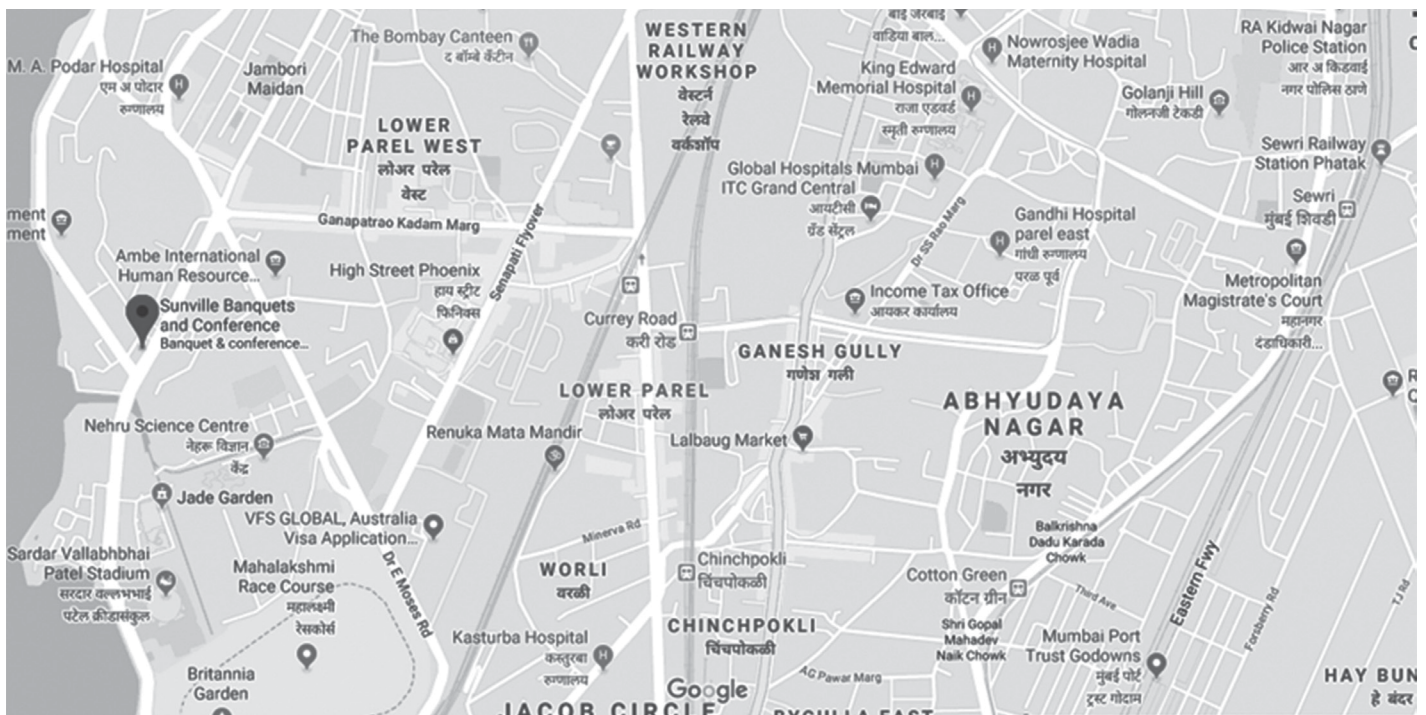 The Bombay Canteen
द बॉम्बे कॅंटीन
WESTERN
RAILWAY
WORKSHOP
वेस्टर्न
रेल्वे
वर्कशॉप
बाई जेरबाई
वाडिया बाल...
Nowrosjee Wadia
Maternity Hospital
RA Kidwai Nagar
Police Station
आर अ किडवाई
नगर पोलिस ठाणे
M. A. Podar Hospital
एम अ पोदार
रुग्णालय
Jambori
Maidan
King Edward
Memorial Hospital
राजा एडवर्ड
स्मृती रुग्णालय
Golanji Hill
गोलनजी टेकडी
LOWER
PAREL WEST
लोअर परेल
वेस्ट
Sewri Railway
Station Phatak
Global Hospitals Mumbai
ITC Grand Central
आयटीसी
ग्रँड सेंट्रल
Sewri
मुंबई शिवडी
ment
ment
Ganapatrao Kadam Marg
Senapati Flyover
Dr SS Rao Marg
Gandhi Hospital
parel east
गांधी रुग्णालय
परळ पूर्व
Ambe International
Human Resource...
High Street Phoenix
हाय स्ट्रीट
फिनिक्स
Metropolitan
Magistrate's Court
महानगर
दंडाधिकारी...
Income Tax Office
आयकर कार्यालय
Sunville Banquets
and Conference
Banquet & conference...
Currey Road
करी रोड
GANESH GULLY
गणेश गली
LOWER PAREL
लोअर परेल
ABHYUDAYA
NAGAR
अभ्युदय
नगर
Nehru Science Centre
नेहरू विज्ञान
केंद्र
Renuka Mata Mandir
Lalbaug Market
Jade Garden
VFS GLOBAL, Australia
Visa Application...
Minerva Rd
Balkrishna
Dadu Karada
Chowk
Sardar Vallabhbhai
Patel Stadium
सरदार वल्लभभाई
पटेल क्रीडासंकुल
Mahalakshmi
Race Course
महालक्ष्मी
रेसकोर्स
Dr E Moses Rd
WORLI
वरळी
Chinchpokli
चिंचपोकळी
Cotton Green
कॉटन ग्रीन
Third Ave
Eastern Fwy
Forsberry Rd
TJ Rd
Kasturba Hospital
कस्तुरबा
रुग्णालय
CHINCHPOKLI
चिंचपोकळी
Shri Gopal
Mahadev
Naik Chowk
Mumbai Port
Trust Godowns
मुंबई पोर्ट
ट्रस्ट गोदाम
Britannia
Garden
AG Pawar Marg
HAY BUN
हे बंदर
Google
JACOB CIRCLE
BYCULLA EAST